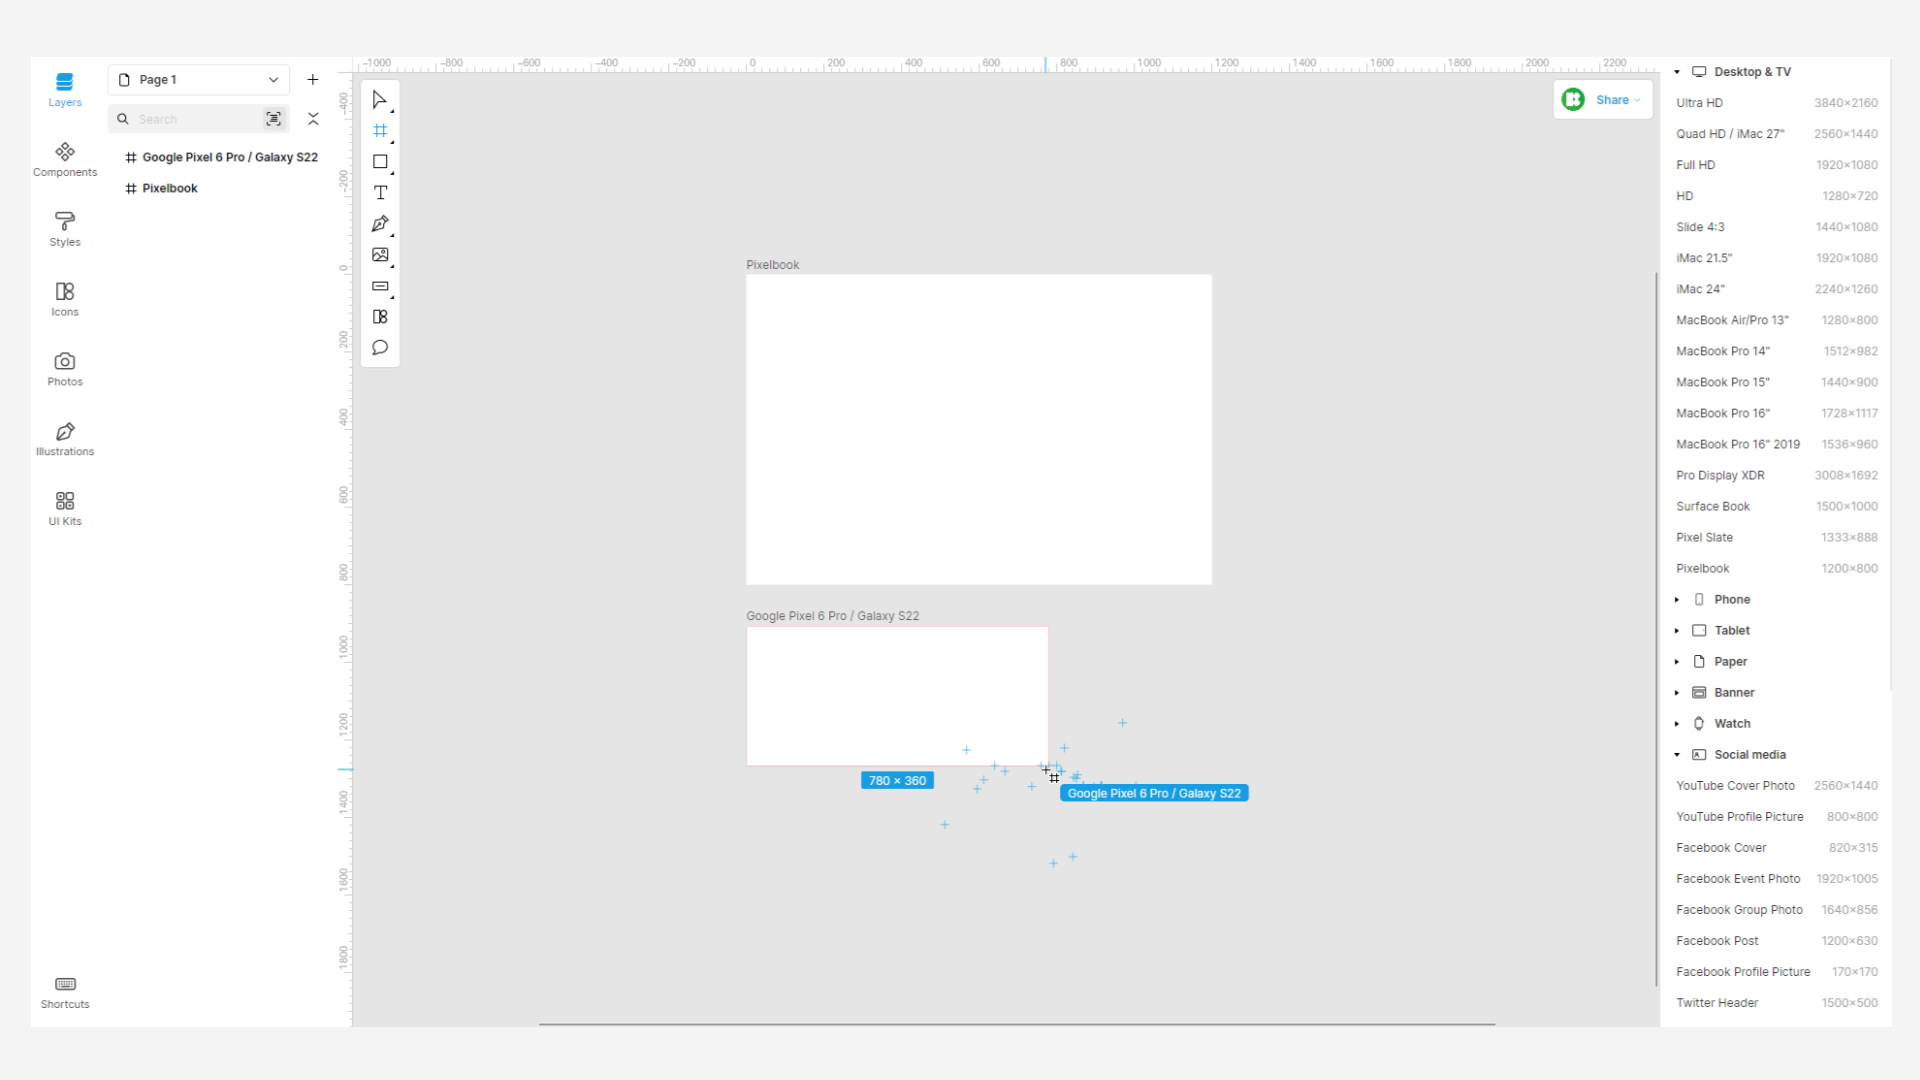 Layers
Components
Styles
Icons
Photos
Illustrations
UI Kits
Shortcuts
Page 1
Search
Google Pixel 6 Pro / Galaxy S22
Pixelbook
-1000 -800 -600 -400 -200 0 200 400 600 800 1000 1200 1400 1600 1800 2000 2200
-400
-200
0
200
400
600
800
1000
1200
1400
1600
1800
Pixelbook
Google Pixel 6 Pro / Galaxy S22
780 × 360
Google Pixel 6 Pro / Galaxy S22
Share
Desktop & TV
Ultra HD 3840×2160
Quad HD / iMac 27" 2560×1440
Full HD 1920×1080
HD 1280×720
Slide 4:3 1440×1080
iMac 21.5" 1920×1080
iMac 24" 2240×1260
MacBook Air/Pro 13" 1280×800
MacBook Pro 14" 1512×982
MacBook Pro 15" 1440×900
MacBook Pro 16" 1728×1117
MacBook Pro 16" 2019 1536×960
Pro Display XDR 3008×1692
Surface Book 1500×1000
Pixel Slate 1333×888
Pixelbook 1200×800
Phone
Tablet
Paper
Banner
Watch
Social media
YouTube Cover Photo 2560×1440
YouTube Profile Picture 800×800
Facebook Cover 820×315
Facebook Event Photo 1920×1005
Facebook Group Photo 1640×856
Facebook Post 1200×630
Facebook Profile Picture 170×170
Twitter Header 1500×500